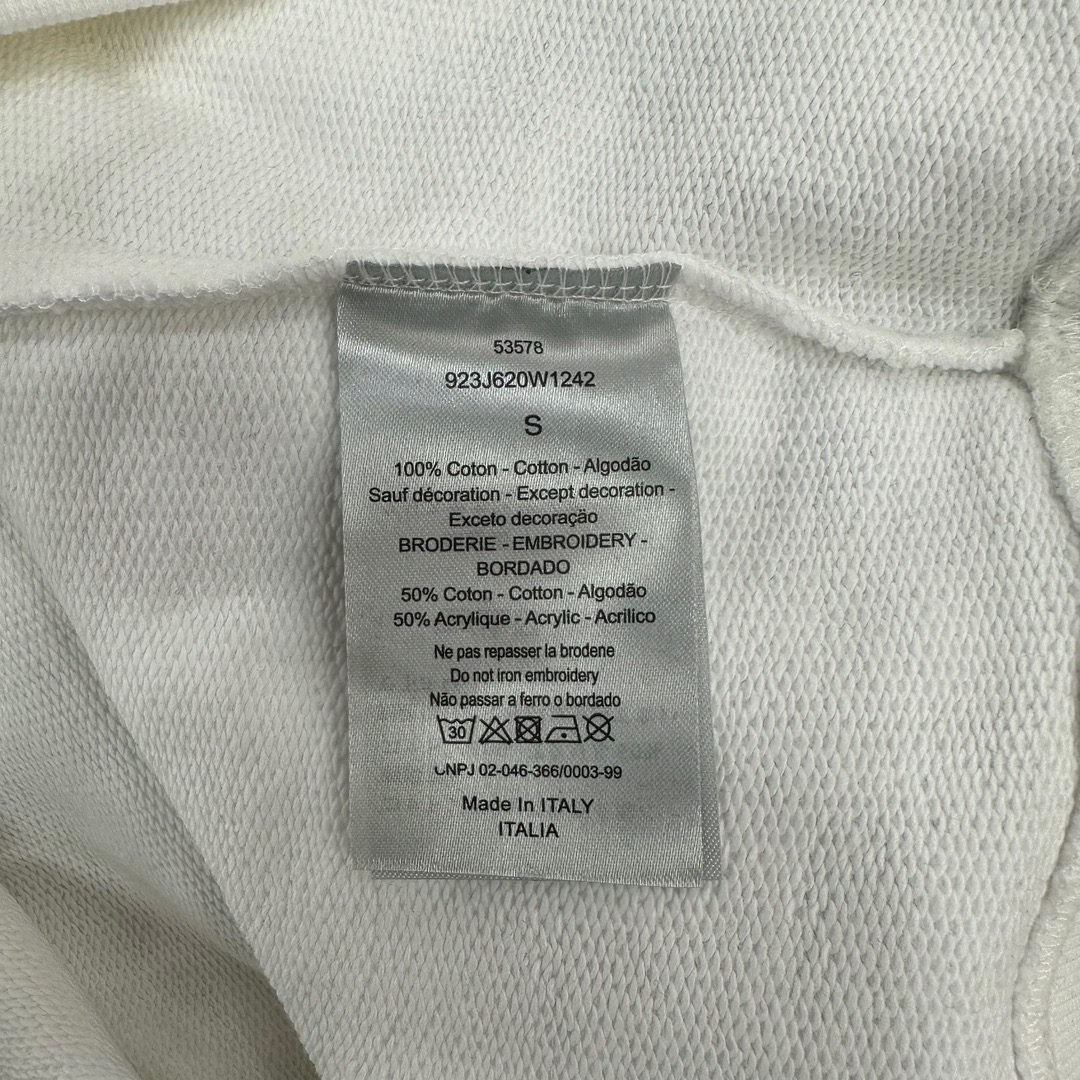 53578
923J620W1242
S
100% Coton - Cotton - Algodão
Sauf décoration - Except decoration -
Exceto decoração
BRODERIE - EMBROIDERY -
BORDADO
50% Coton - Cotton - Algodão
50% Acrylique - Acrylic - Acrilico
Ne pas repasser la brodene
Do not iron embroidery
Não passar a ferro o bordado
30
CNPJ 02-046-366/0003-99
Made In ITALY
ITALIA